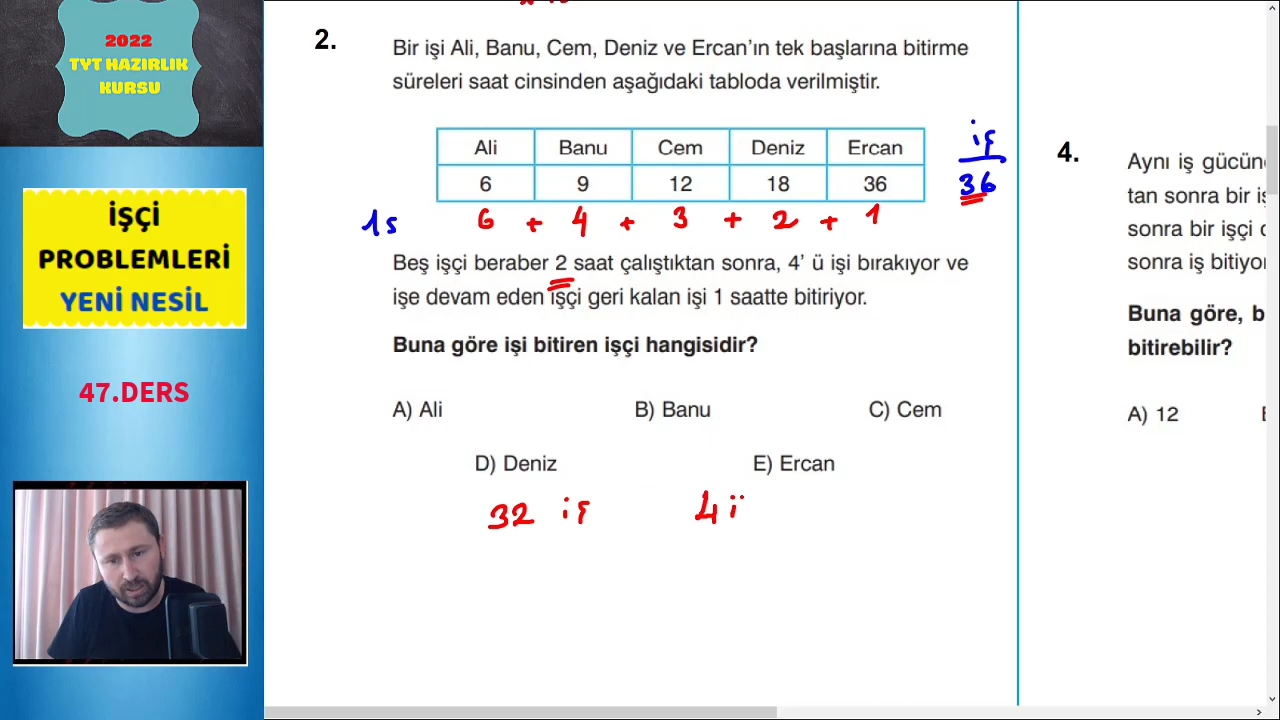 2022
TYT HAZIRLIK
KURSU
İŞÇİ
PROBLEMLERİ
YENİ NESİL
47.DERS
2.
Bir işi Ali, Banu, Cem, Deniz ve Ercan'ın tek başlarına bitirme
süreleri saat cinsinden aşağıdaki tabloda verilmiştir.
Ali Banu Cem Deniz Ercan
6 9 12 18 36
iş
36
1s 6 + 4 + 3 + 2 + 1
Beş işçi beraber 2 saat çalıştıktan sonra, 4' ü işi bırakıyor ve
işe devam eden işçi geri kalan işi 1 saatte bitiriyor.
Buna göre işi bitiren işçi hangisidir?
A) Ali B) Banu C) Cem
D) Deniz E) Ercan
32 iş 4 i
4.
Aynı iş
tan sonra bir
sonra bir işçi
sonra iş
Buna göre,
bitirebilir?
A) 12